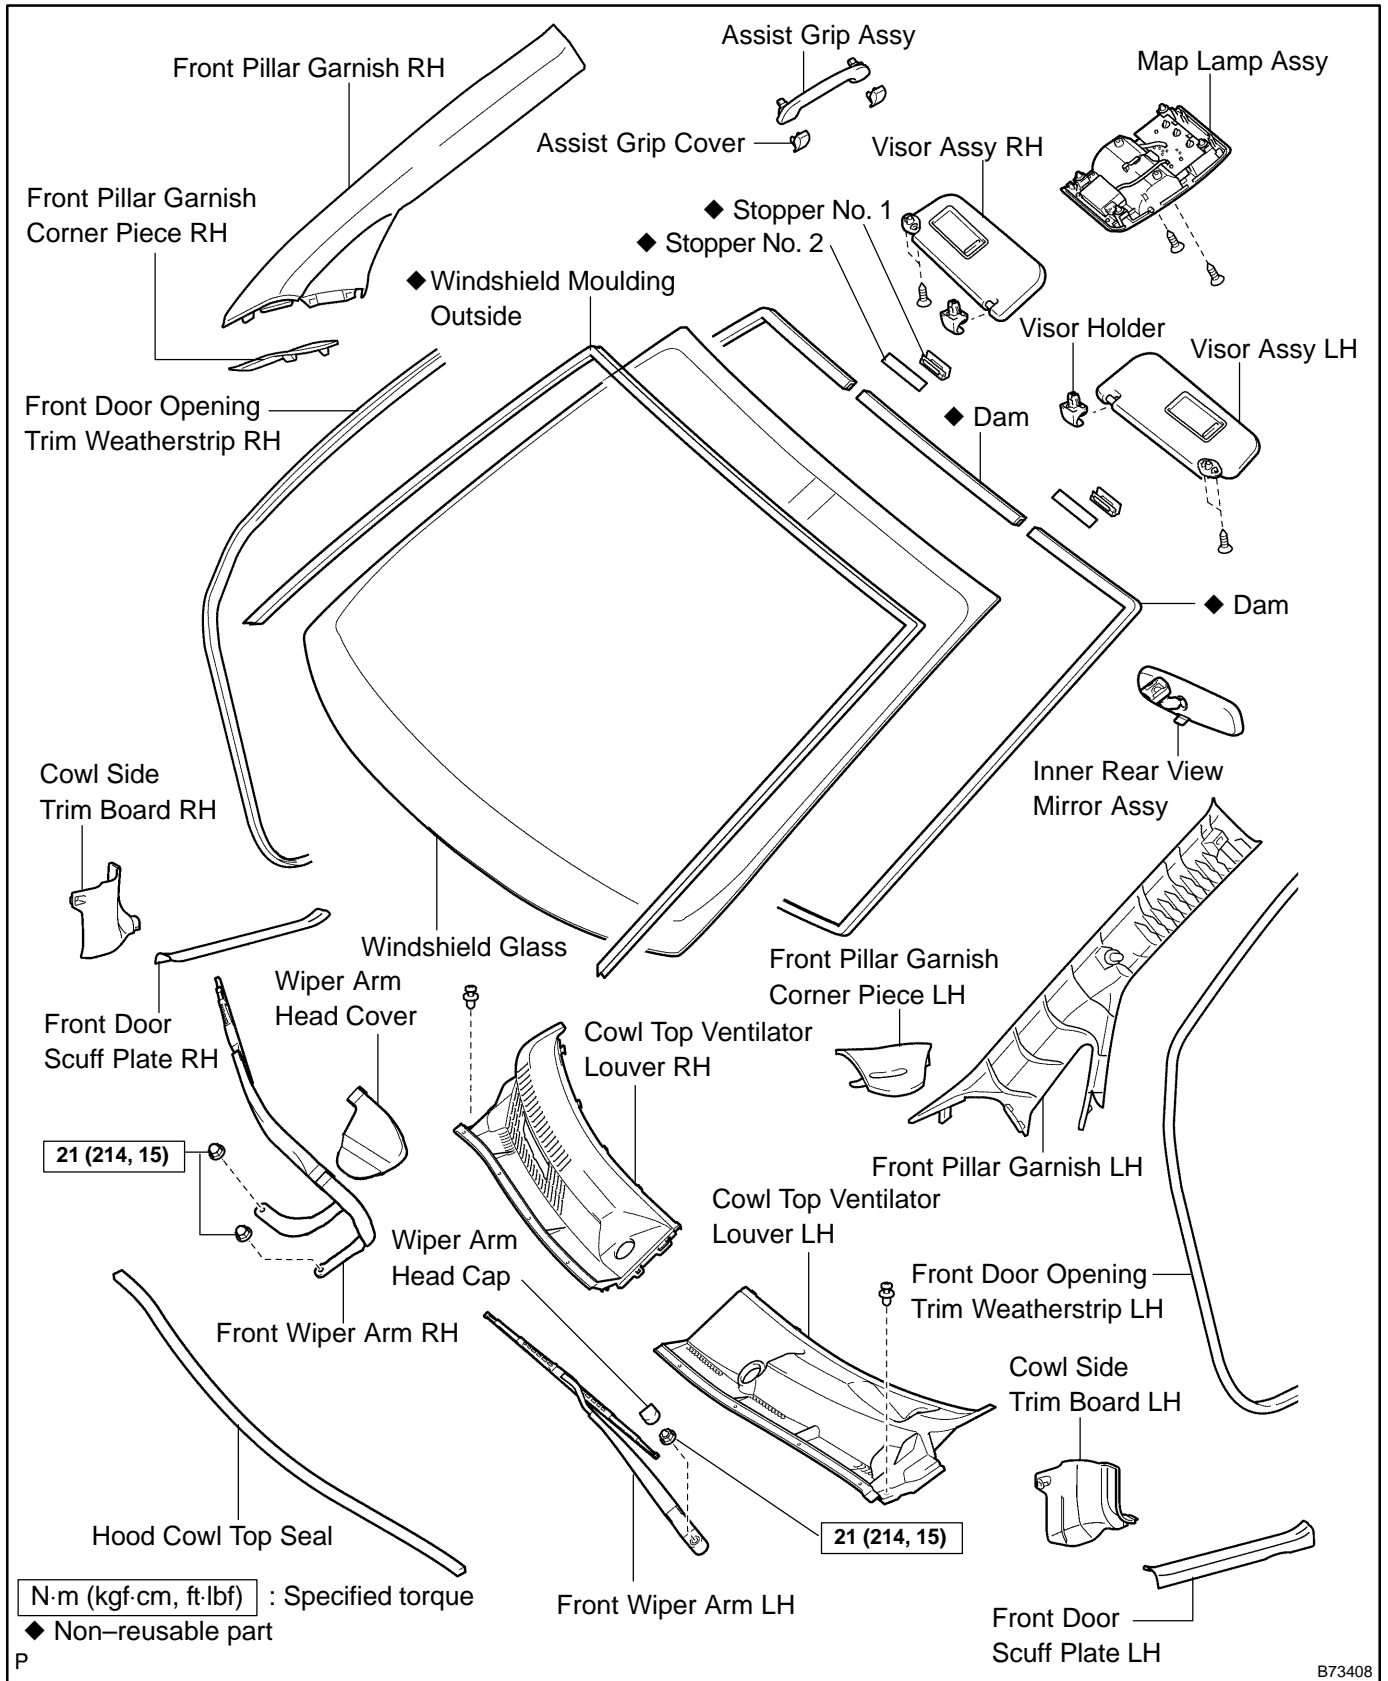 Assist Grip Assy
Front Pillar Garnish RH
Map Lamp Assy
Assist Grip Cover
Visor Assy RH
Front Pillar Garnish
Corner Piece RH
◆ Stopper No. 1
◆ Stopper No. 2
◆ Windshield Moulding
Outside
Visor Holder
Visor Assy LH
Front Door Opening
Trim Weatherstrip RH
◆ Dam
◆ Dam
Cowl Side
Trim Board RH
Inner Rear View
Mirror Assy
Windshield Glass
Front Pillar Garnish
Corner Piece LH
Wiper Arm
Head Cover
Front Door
Scuff Plate RH
Cowl Top Ventilator
Louver RH
21 (214, 15)
Front Pillar Garnish LH
Cowl Top Ventilator
Louver LH
Wiper Arm
Head Cap
Front Door Opening
Trim Weatherstrip LH
Front Wiper Arm RH
Cowl Side
Trim Board LH
Hood Cowl Top Seal
21 (214, 15)
N·m (kgf·cm, ft·lbf) : Specified torque
Front Wiper Arm LH
Front Door
Scuff Plate LH
◆ Non–reusable part
P
B73408